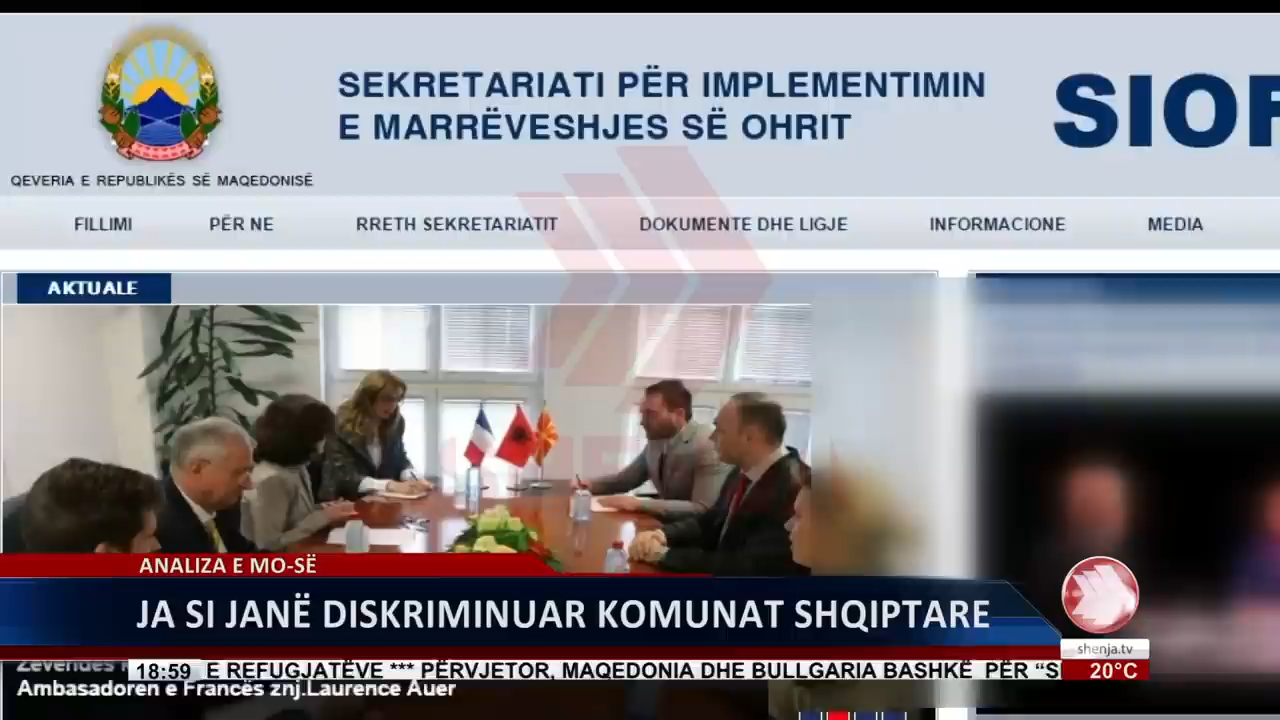 SEKRETARIATI PËR IMPLEMENTIMIN
E MARRËVESHJES SË OHRIT
SIOF
QEVERIA E REPUBLIKËS SË MAQEDONISË
FILLIMI PËR NE RRETH SEKRETARIATIT DOKUMENTE DHE LIGJE INFORMACIONE MEDIA
AKTUALE
ANALIZA E MO-SË
JA SI JANË DISKRIMINUAR KOMUNAT SHQIPTARE
shenja.tv
18:59 E REFUGJATËVE *** PËRVJETOR, MAQEDONIA DHE BULLGARIA BASHKË PËR “S 20°C
Ambasadoren e Francës znj.Laurence Auer